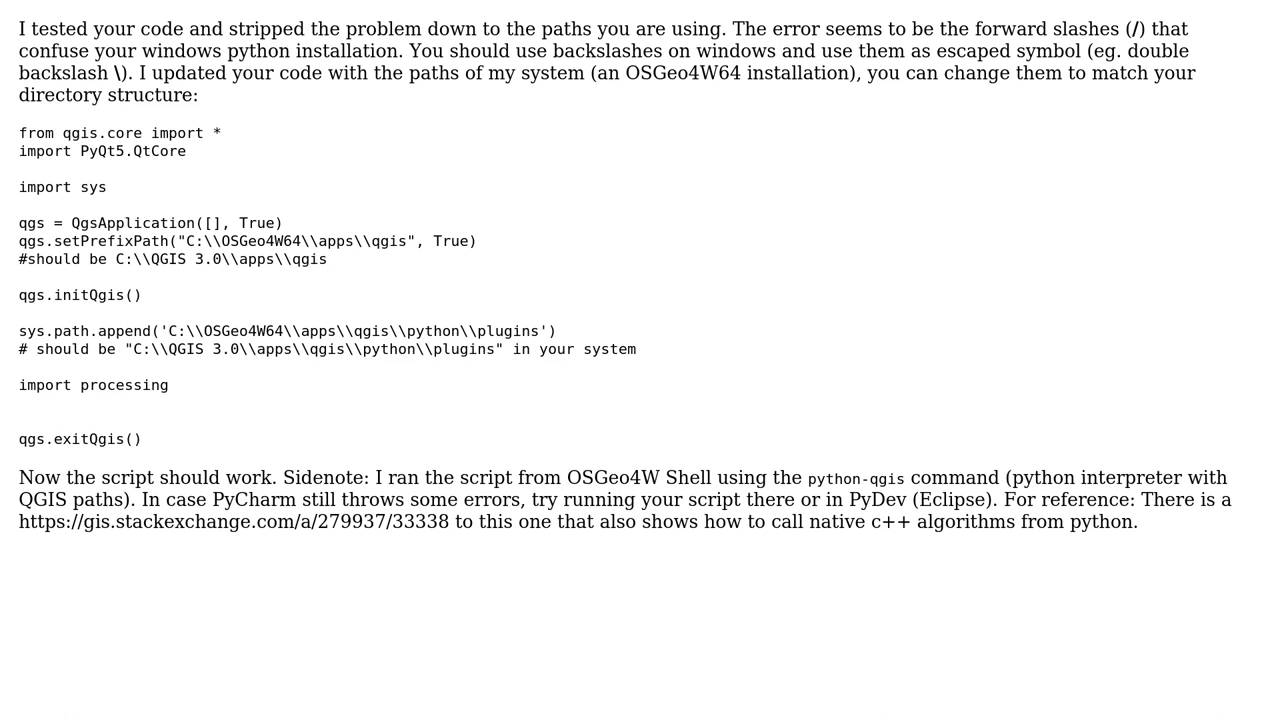 I tested your code and stripped the problem down to the paths you are using. The error seems to be the forward slashes (/) that
confuse your windows python installation. You should use backslashes on windows and use them as escaped symbol (eg. double
backslash \). I updated your code with the paths of my system (an OSGeo4W64 installation), you can change them to match your
directory structure:
from qgis.core import *
import PyQt5.QtCore
import sys
qgs = QgsApplication([], True)
qgs.setPrefixPath("C:\\OSGeo4W64\\apps\\qgis", True)
#should be C:\\QGIS 3.0\\apps\\qgis
qgs.initQgis()
sys.path.append('C:\\OSGeo4W64\\apps\\qgis\\python\\plugins')
# should be "C:\\QGIS 3.0\\apps\\qgis\\python\\plugins" in your system
import processing
qgs.exitQgis()
Now the script should work. Sidenote: I ran the script from OSGeo4W Shell using the python-qgis command (python interpreter with
QGIS paths). In case PyCharm still throws some errors, try running your script there or in PyDev (Eclipse). For reference: There is a
https://gis.stackexchange.com/a/279937/33338 to this one that also shows how to call native c++ algorithms from python.